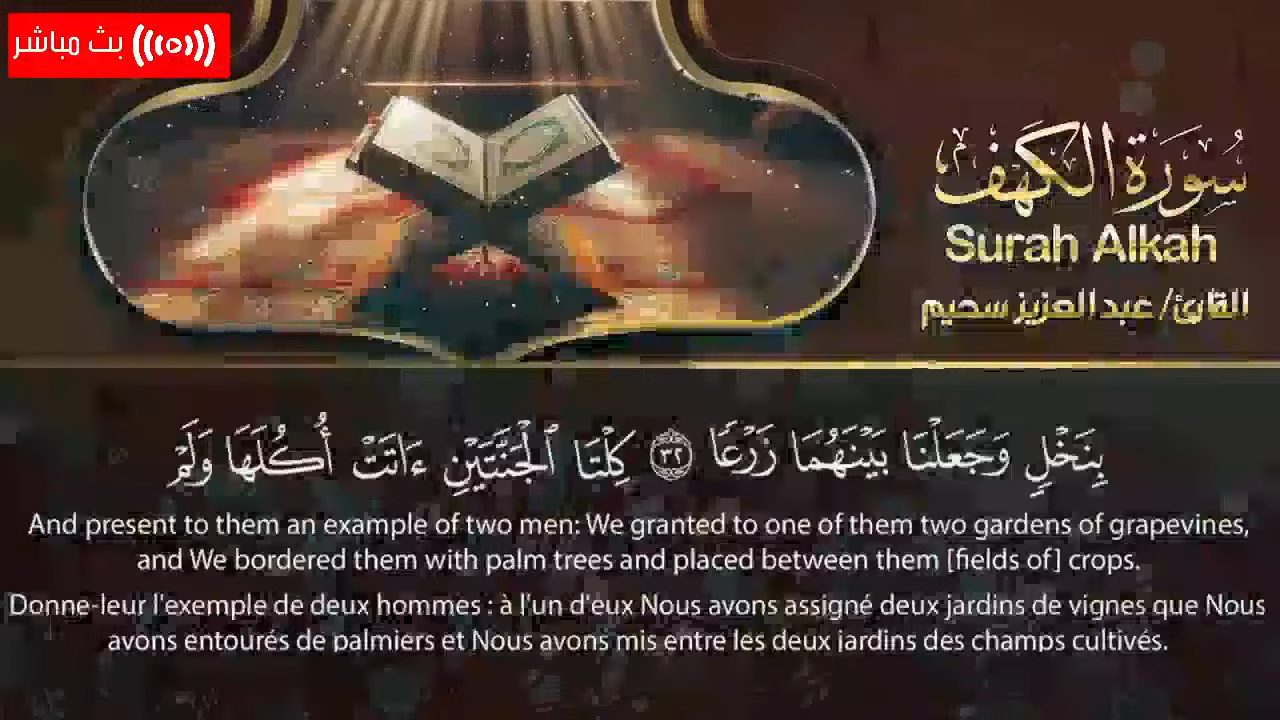 بث مباشر
سُورَةُ الكَهْفِ
Surah Alkah
القارئ/ عبد العزيز سحيم
بِنَخْلٍ وَجَعَلْنَا بَيْنَهُمَا زَرْعًا ٣٢ كِلْتَا ٱلْجَنَّتَيْنِ ءَاتَتْ أُكُلَهَا وَلَمْ
And present to them an example of two men: We granted to one of them two gardens of grapevines,
and We bordered them with palm trees and placed between them [fields of] crops.
Donne-leur l'exemple de deux hommes : à l'un d'eux Nous avons assigné deux jardins de vignes que Nous
avons entourés de palmiers et Nous avons mis entre les deux jardins des champs cultivés.